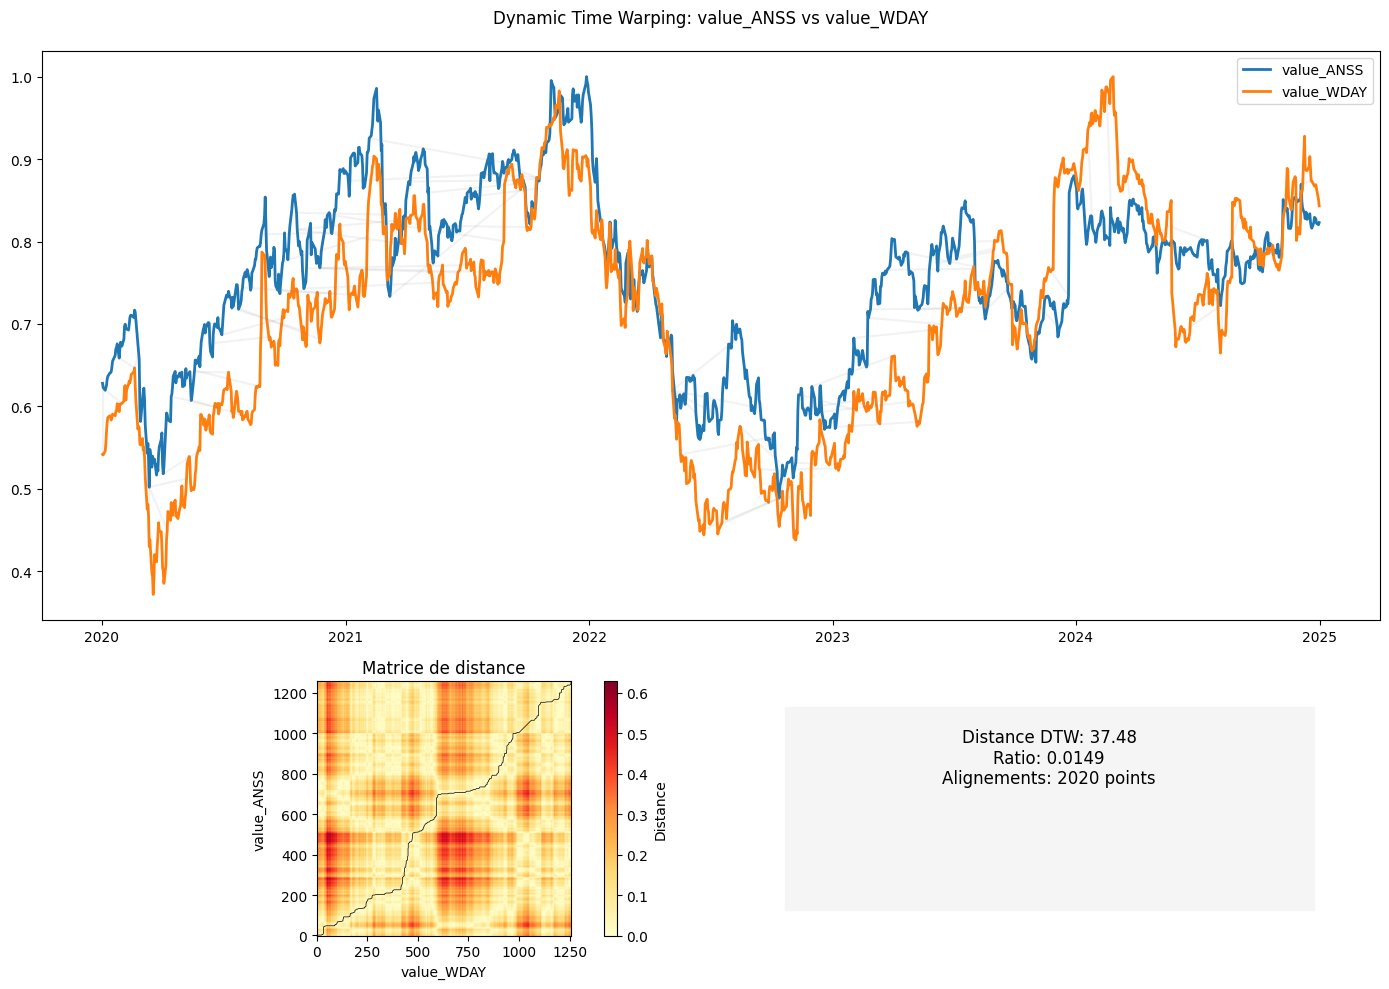 Dynamic Time Warping: value_ANSS vs value_WDAY
value_ANSS
value_WDAY
1.0
0.9
0.8
0.7
0.6
0.5
0.4
2020 2021 2022 2023 2024 2025
Matrice de distance
value_ANSS
1200
1000
800
600
400
200
0
0 250 500 750 1000 1250
value_WDAY
0.6
0.5
0.4
0.3
0.2
0.1
0.0
Distance
Distance DTW: 37.48
Ratio: 0.0149
Alignements: 2020 points